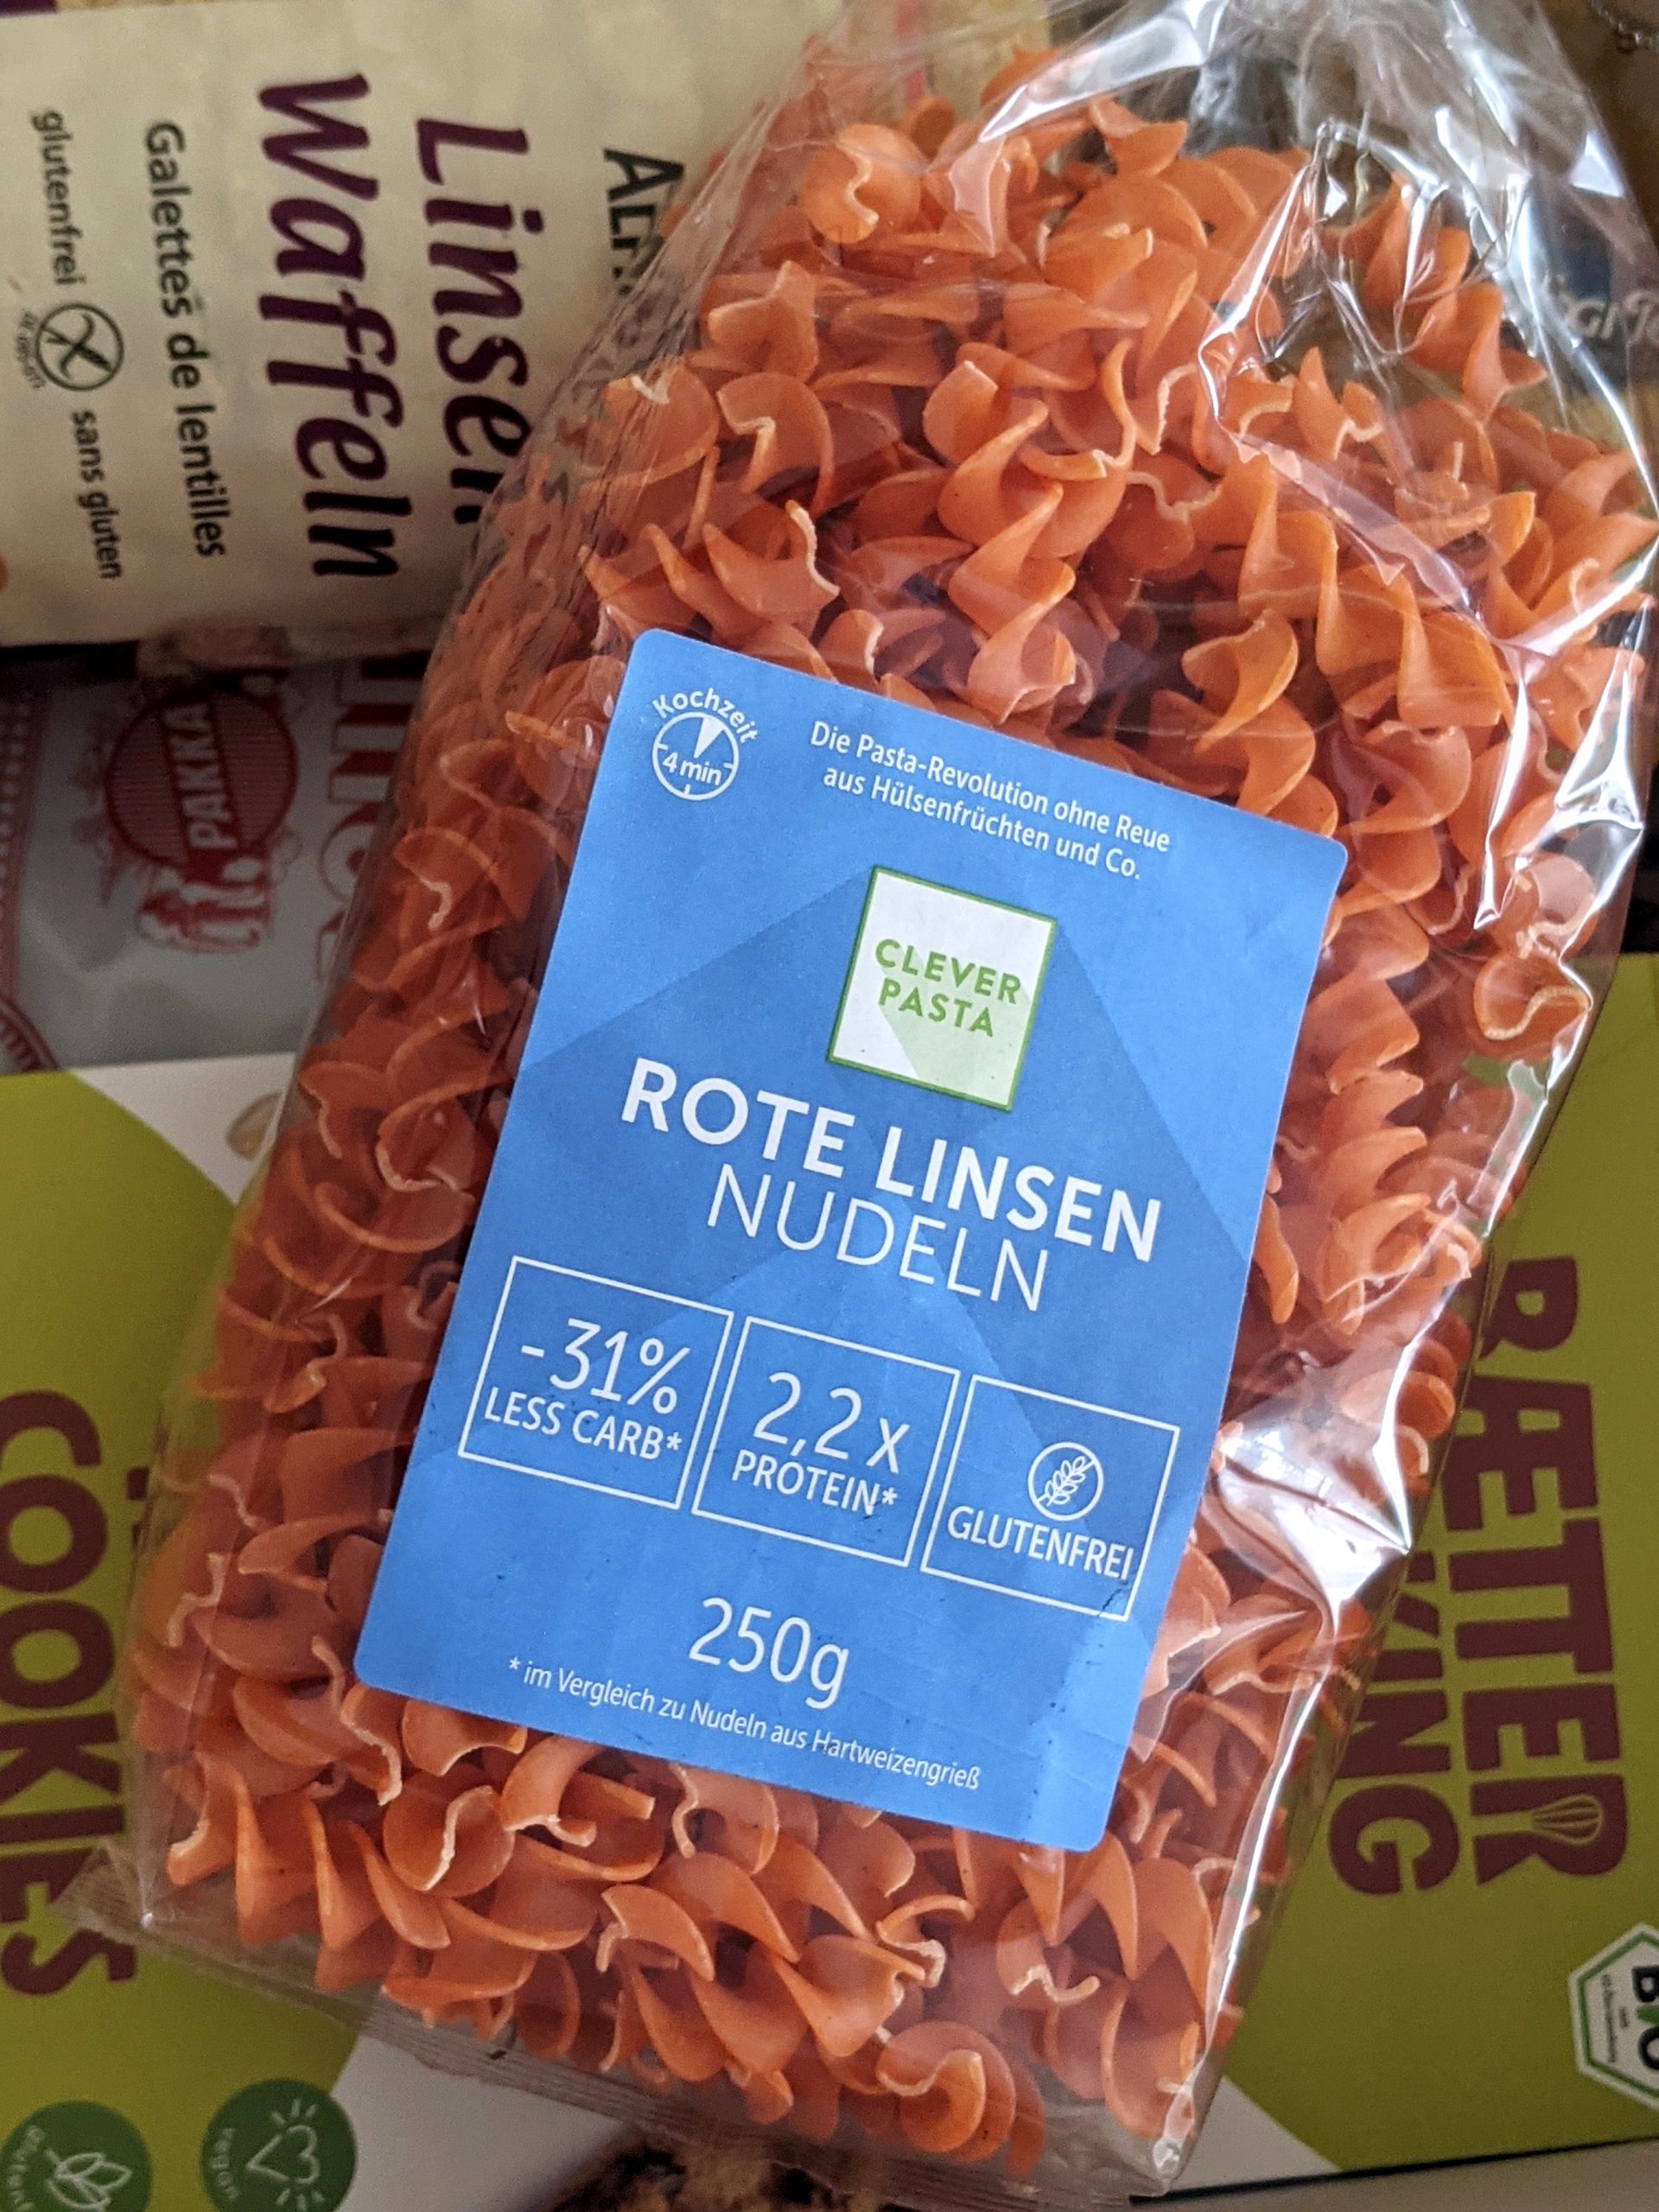 Linsen
Waffeln
Galettes de lentilles
glutenfrei
sans gluten
PAKKA
Kochzeit
4 min
Die Pasta-Revolution ohne Reue
aus Hülsenfrüchten und Co.
CLEVER
PASTA
ROTE LINSEN
NUDELN
-31%
LESS CARB*
2,2 x
PROTEIN*
GLUTENFREI
250g
* im Vergleich zu Nudeln aus Hartweizengrieß
COOKIES
vegan
BIO